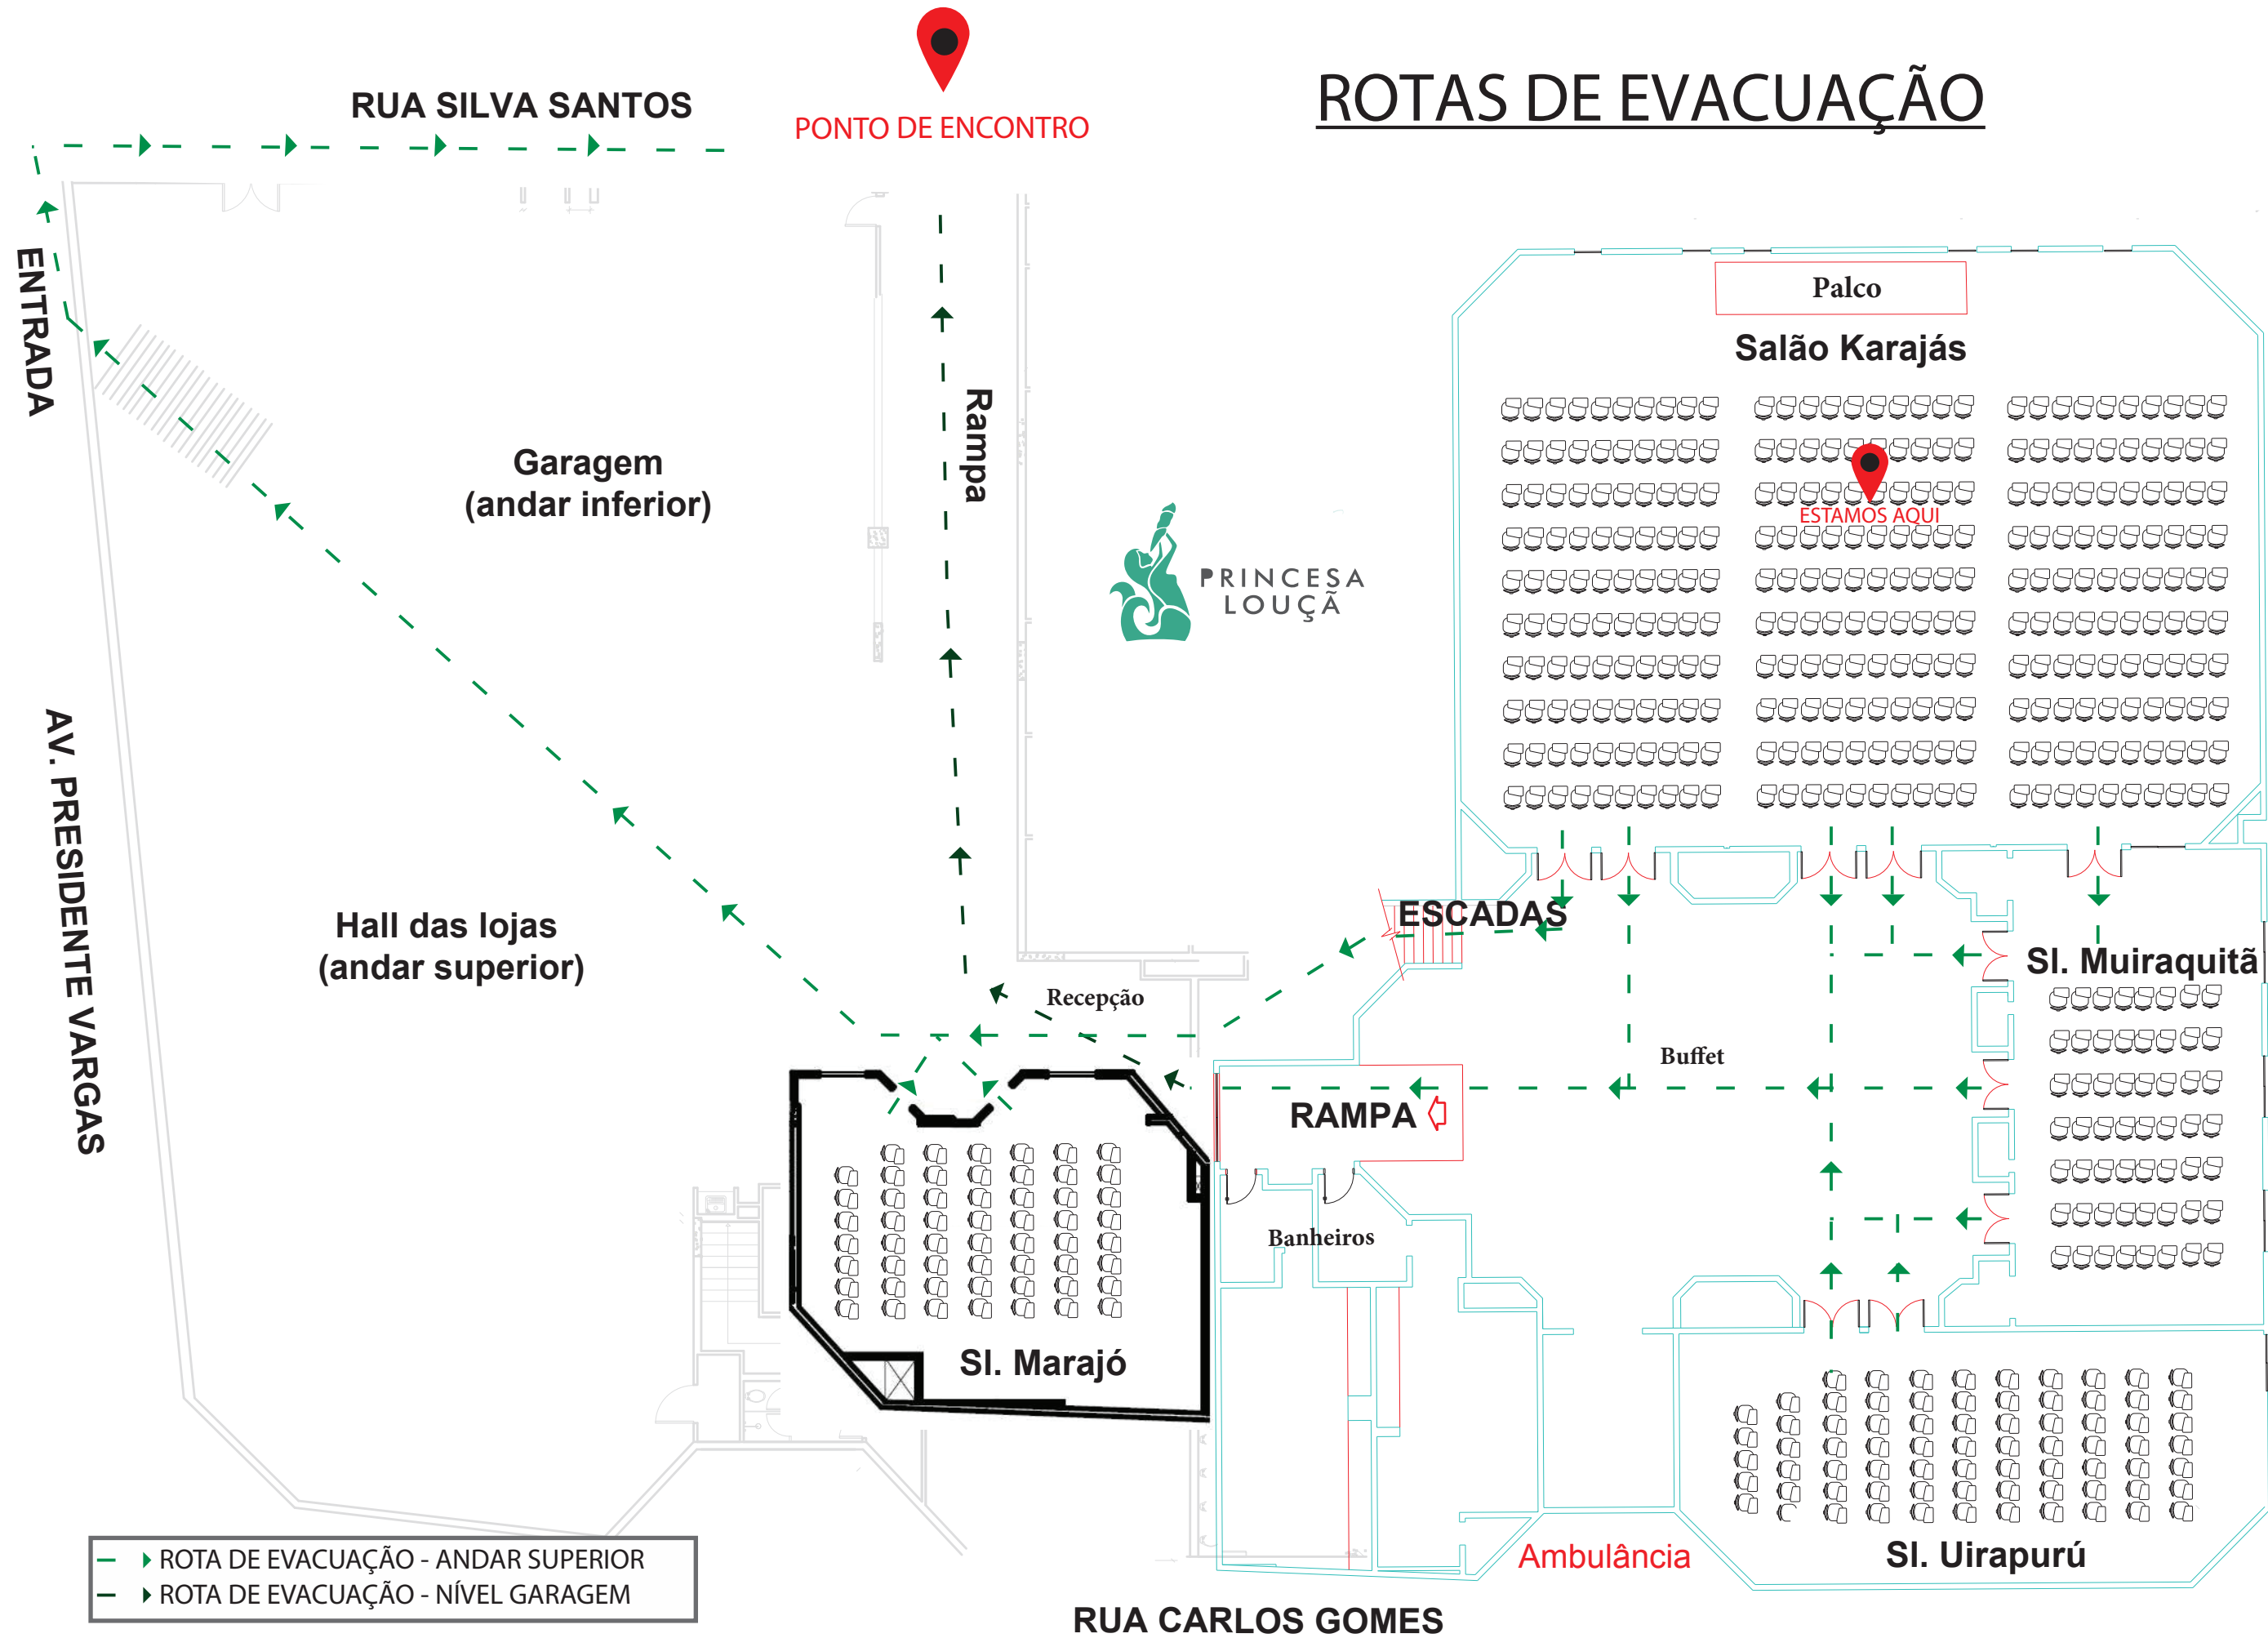 ROTAS DE EVACUAÇÃO
RUA SILVA SANTOS
PONTO DE ENCONTRO
ENTRADA
Palco
Salão Karajás
Rampa
Garagem
(andar inferior)
ESTAMOS AQUI
PRINCESA
LOUÇÃ
AV. PRESIDENTE VARGAS
Hall das lojas
(andar superior)
ESCADAS
Sl. Muiraquitã
Recepção
Buffet
RAMPA
Banheiros
Sl. Marajó
Ambulância
Sl. Uirapurú
ROTA DE EVACUAÇÃO - ANDAR SUPERIOR
ROTA DE EVACUAÇÃO - NÍVEL GARAGEM
RUA CARLOS GOMES